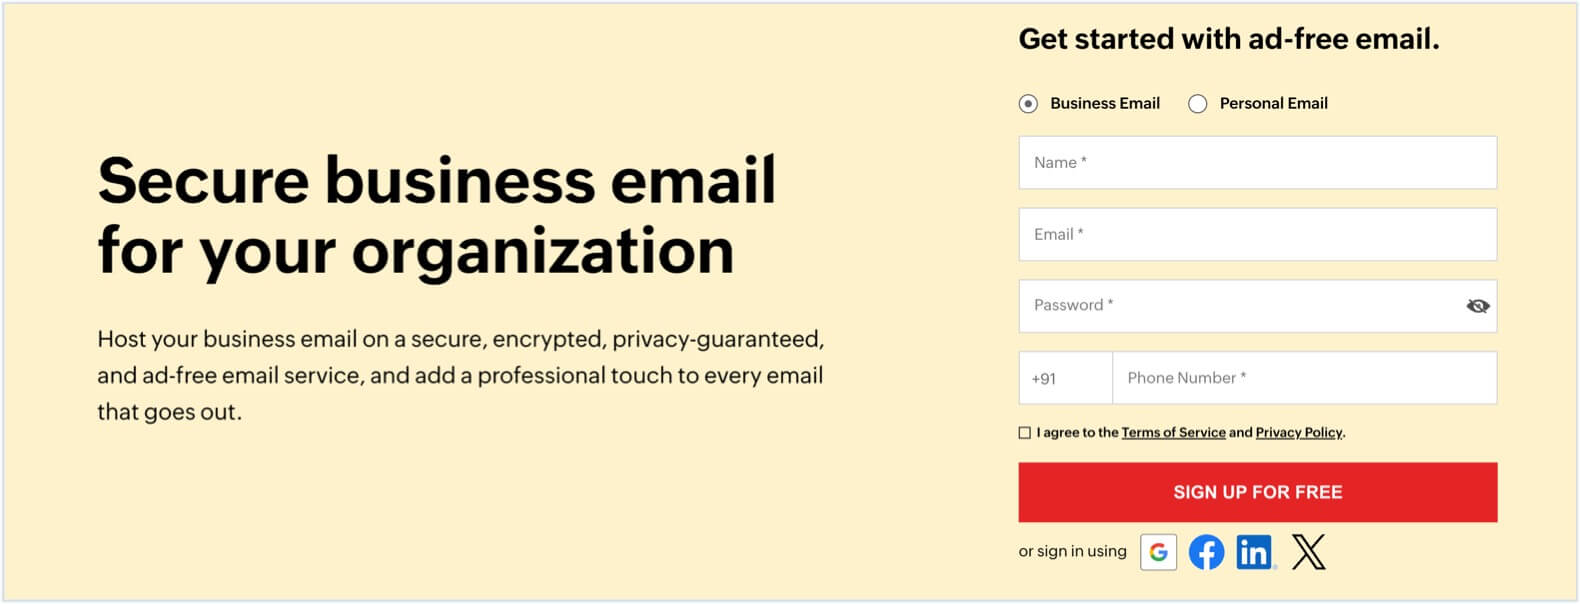 Secure business email
for your organization
Host your business email on a secure, encrypted, privacy-guaranteed,
and ad-free email service, and add a professional touch to every email
that goes out.
Get started with ad-free email.
Business Email Personal Email
Name *
Email *
Password *
+91 Phone Number *
I agree to the Terms of Service and Privacy Policy.
SIGN UP FOR FREE
or sign in using G f in X